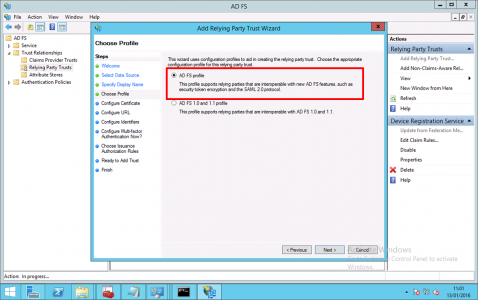 AD FS
File Action View Window Help
AD FS
Service
Trust Relationships
Claims Provider Trusts
Relying Party Trusts
Attribute Stores
Authentication Policies
Add Relying Party Trust Wizard
Choose Profile
Steps
Welcome
Select Data Source
Specify Display Name
Choose Profile
Configure Certificate
Configure URL
Configure Identifiers
Configure Multi-factor
Authentication Now?
Choose Issuance
Authorization Rules
Ready to Add Trust
Finish
This wizard uses configuration profiles to aid in creating the relying party trust. Choose the appropriate
configuration profile for this relying party trust.
AD FS profile
This profile supports relying parties that are interoperable with new AD FS features, such as
security token encryption and the SAML 2.0 protocol.
AD FS 1.0 and 1.1 profile
This profile supports relying parties that are interoperable with AD FS 1.0 and 1.1.
< Previous Next > Cancel
Actions
Relying Party Trusts
Add Relying Party Trust...
Add Non-Claims-Aware Rel...
View
New Window from Here
Refresh
Help
Device Registration Service
Update from Federation Me...
Edit Claim Rules...
Disable
Properties
Delete
Help
Windows
Control Panel to activate
Windows.
Action: In progress...
11:01
13/01/2016